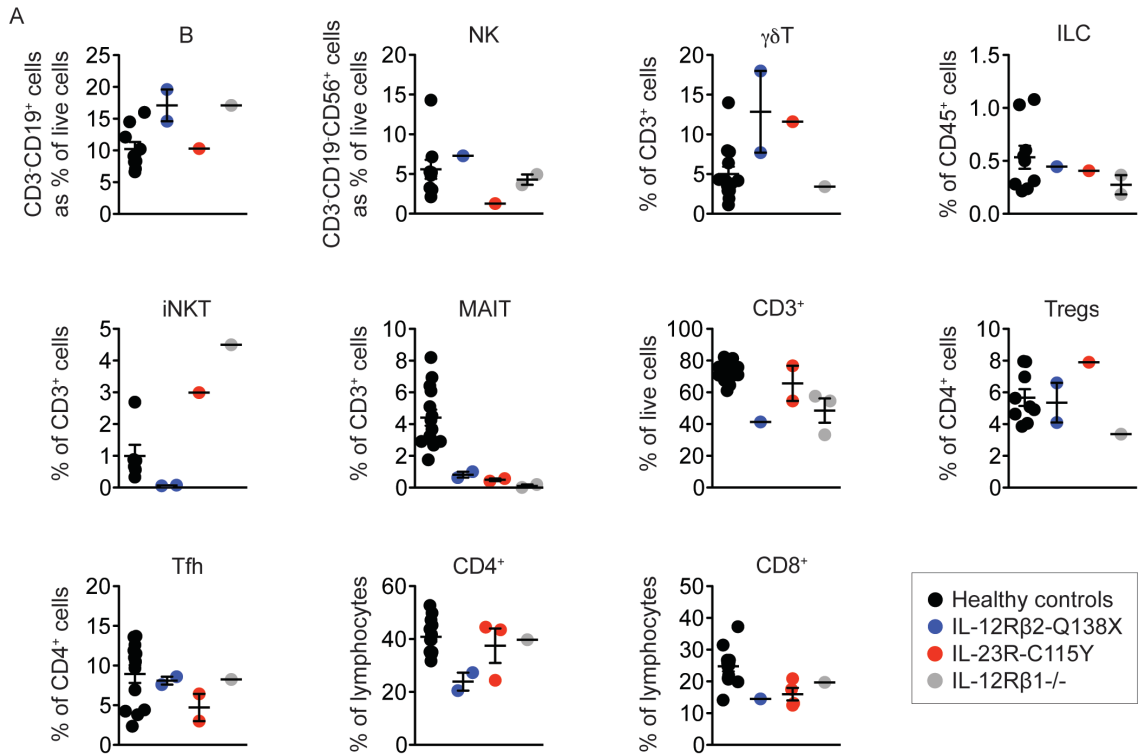 A
B
CD3⁻CD19⁺ cells
as % of live cells
25
20
15
10
5
0
NK
CD3⁻CD19⁻CD56⁺ cells
as % of live cells
20
15
10
5
0
γδT
% of CD3⁺ cells
20
15
10
5
0
ILC
% of CD45⁺ cells
1.5
1.0
0.5
0.0
iNKT
% of CD3⁺ cells
5
4
3
2
1
0
MAIT
% of CD3⁺ cells
10
8
6
4
2
0
CD3⁺
% of live cells
100
80
60
40
20
0
Tregs
% of CD4⁺ cells
10
8
6
4
2
0
Tfh
% of CD4⁺ cells
20
15
10
5
0
CD4⁺
% of lymphocytes
60
40
20
0
CD8⁺
% of lymphocytes
50
40
30
20
10
0
Healthy controls
IL-12Rβ2-Q138X
IL-23R-C115Y
IL-12Rβ1-/-